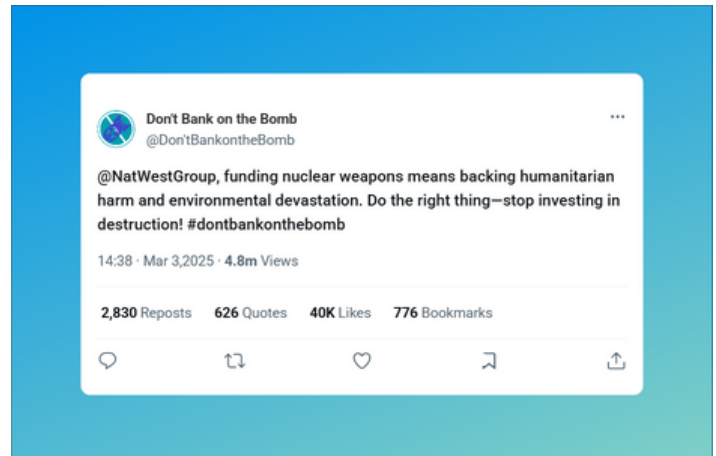 Don't Bank on the Bomb
@Don'tBankontheBomb
@NatWestGroup, funding nuclear weapons means backing humanitarian
harm and environmental devastation. Do the right thing—stop investing in
destruction! #dontbankonthebomb
14:38 · Mar 3,2025 · 4.8m Views
2,830 Reposts 626 Quotes 40K Likes 776 Bookmarks